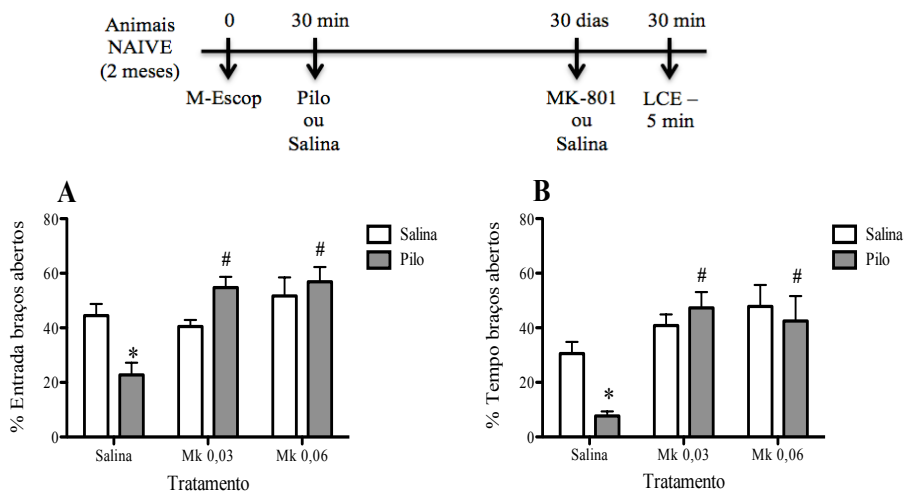 Animais
NAIVE
(2 meses)
0
30 min
30 dias
30 min
M-Escop
Pilo
ou
Salina
MK-801
ou
Salina
LCE –
5 min
A
% Entrada braços abertos
80
60
40
20
0
*
#
#
Salina
Pilo
Salina
Mk 0,03
Mk 0,06
Tratamento
B
% Tempo braços abertos
80
60
40
20
0
*
#
#
Salina
Pilo
Salina
Mk 0,03
Mk 0,06
Tratamento